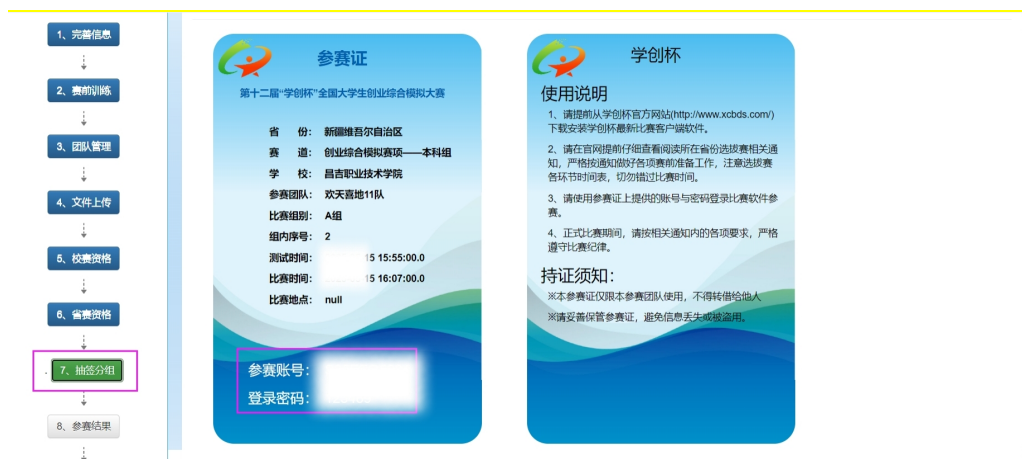 1、完善信息
2、赛前训练
3、团队管理
4、文件上传
5、校赛资格
6、省赛资格
7、抽签分组
8、参赛结果
参赛证
第十二届“学创杯”全国大学生创业综合模拟大赛
省 份： 新疆维吾尔自治区
赛 道： 创业综合模拟赛项——本科组
学 校： 昌吉职业技术学院
参赛团队： 欢天喜地11队
比赛组别： A组
组内序号： 2
测试时间： 15 15:55:00.0
比赛时间： 15 16:07:00.0
比赛地点： null
参赛账号：
登录密码：
学创杯
使用说明
1、请提前从学创杯官方网站(http://www.xcbds.com/)
下载安装学创杯最新比赛客户端软件。
2、请在官网提前仔细查看阅读所在省份选拔赛相关通
知，严格按通知做好各项赛前准备工作，注意选拔赛
各环节时间表，切勿错过比赛时间。
3、请使用参赛证上提供的账号与密码登录比赛软件参
赛。
4、正式比赛期间，请按相关通知内的各项要求，严格
遵守比赛纪律。
持证须知：
※本参赛证仅限本参赛团队使用，不得转借给他人
※请妥善保管参赛证，避免信息丢失或被盗用。